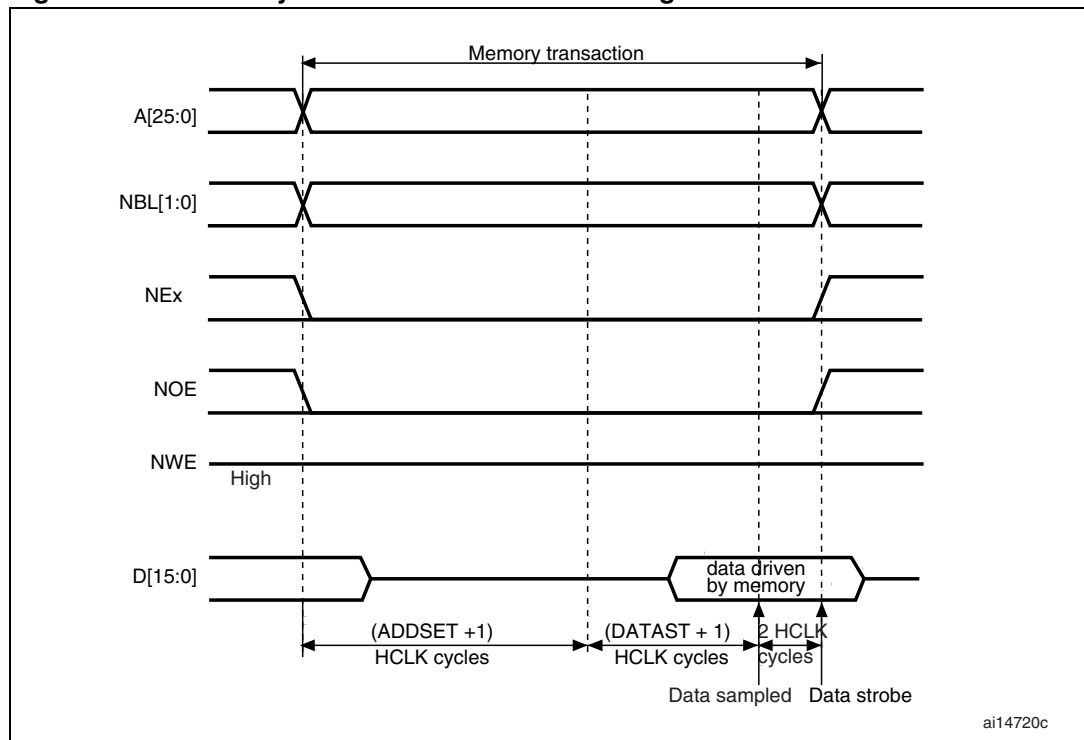 Memory transaction
A[25:0]
NBL[1:0]
NEx
NOE
NWE
High
D[15:0]
data driven
by memory
(ADDSET +1)
HCLK cycles
(DATAST + 1)
HCLK cycles
2 HCLK
cycles
Data sampled
Data strobe
ai14720c